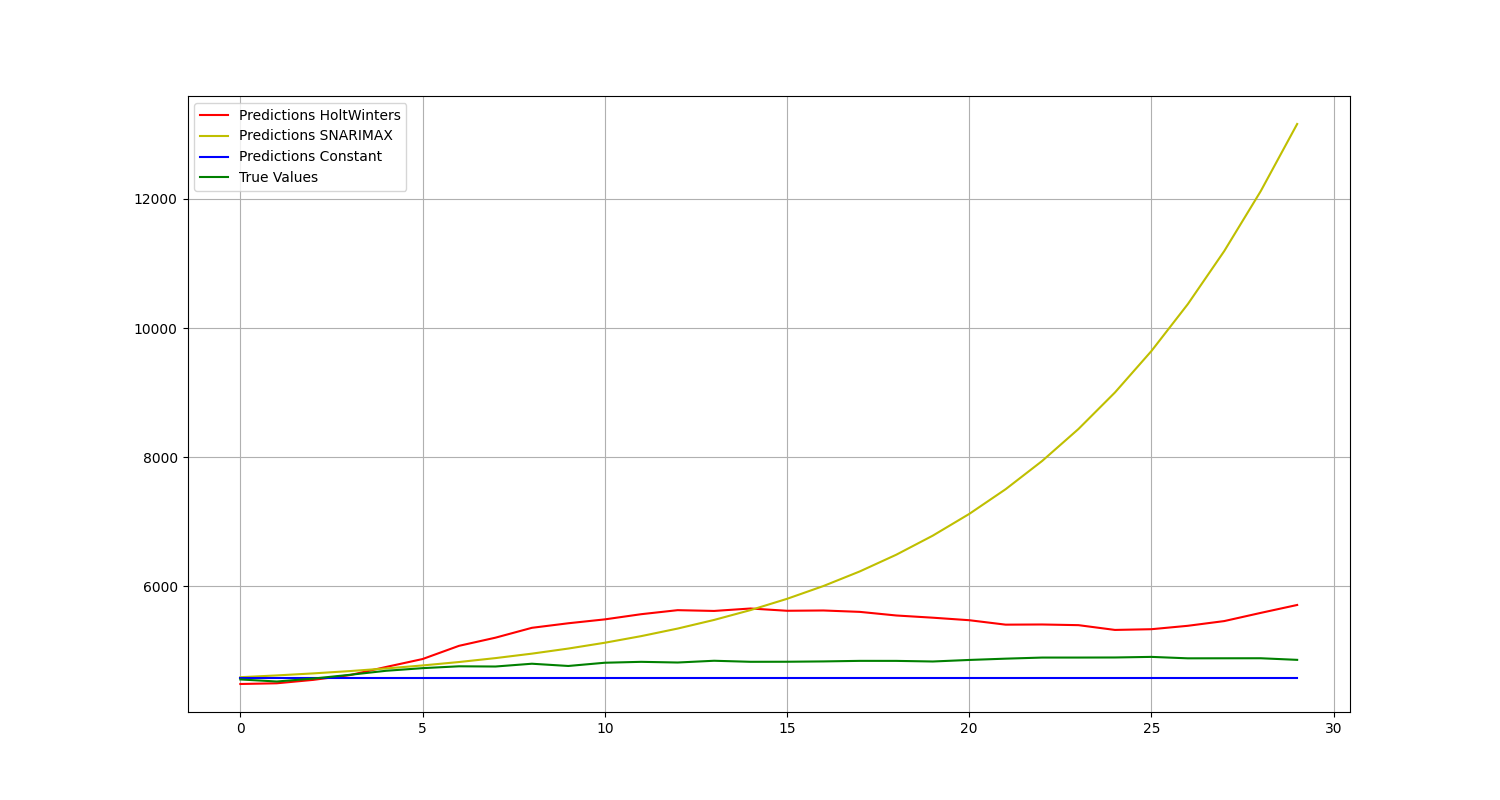 Predictions HoltWinters
Predictions SNARIMAX
Predictions Constant
True Values
12000
10000
8000
6000
0 5 10 15 20 25 30